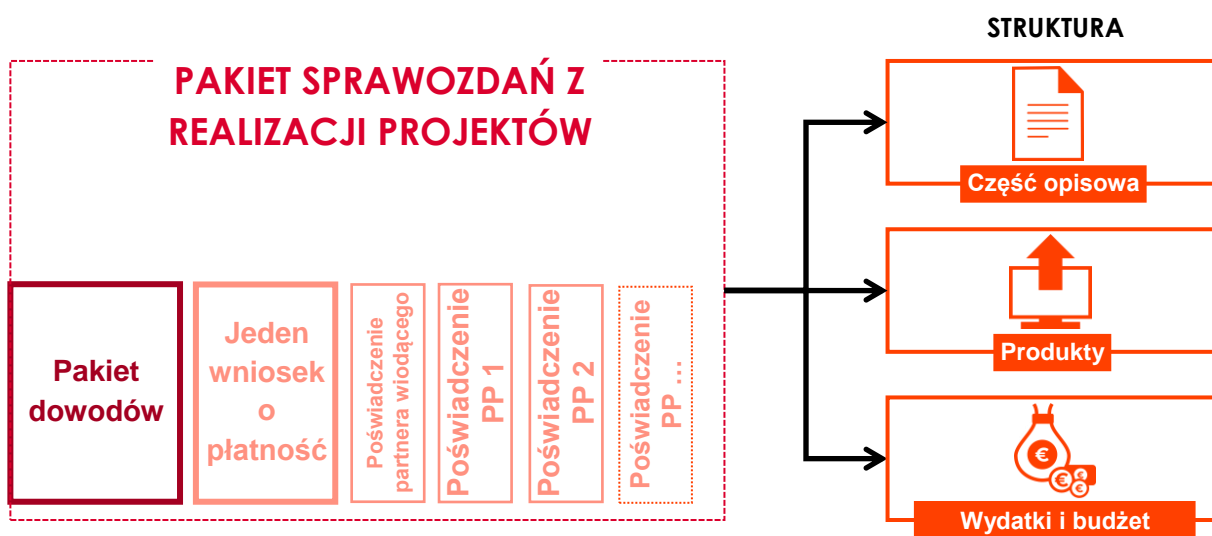 STRUKTURA
PAKIET SPRAWOZDAŃ Z
REALIZACJI PROJEKTÓW
Pakiet
dowodów
Jeden
wniosek
o
płatność
Poświadczenie
partnera wiodącego
Poświadczenie
PP 1
Poświadczenie
PP 2
Poświadczenie
PP ...
Część opisowa
Produkty
Wydatki i budżet